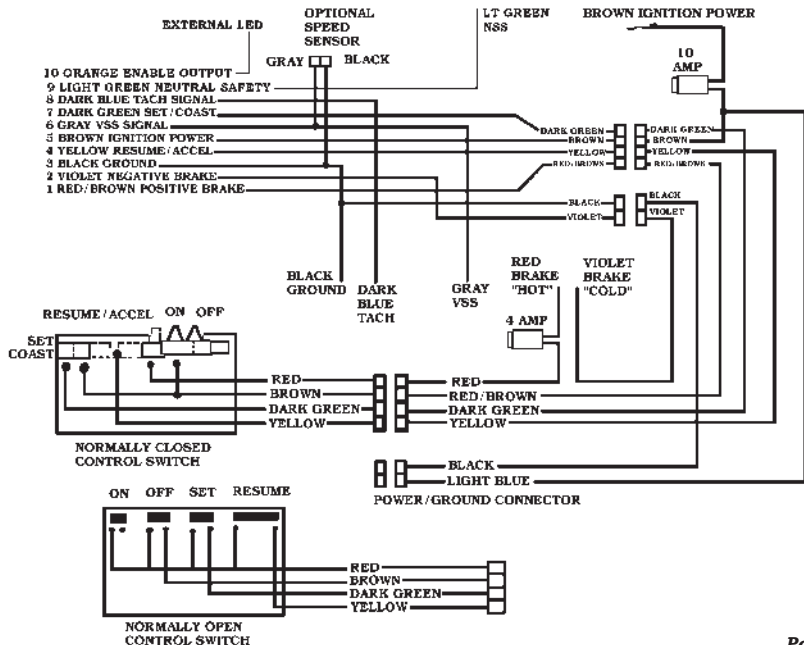 EXTERNAL LED
OPTIONAL
SPEED
SENSOR
LT GREEN
NSS
BROWN IGNITION POWER
GRAY
BLACK
10
AMP
10 ORANGE ENABLE OUTPUT
9 LIGHT GREEN NEUTRAL SAFETY
8 DARK BLUE TACH SIGNAL
7 DARK GREEN SET/COAST
6 GRAY VSS SIGNAL
5 BROWN IGNITION POWER
4 YELLOW RESUME/ACCEL
3 BLACK GROUND
2 VIOLET NEGATIVE BRAKE
1 RED/BROWN POSITIVE BRAKE
DARK GREEN
BROWN
YELLOW
RED/BROWN
DARK GREEN
BROWN
YELLOW
RED/BROWN
BLACK
VIOLET
BLACK
VIOLET
BLACK
GROUND
DARK
BLUE
TACH
GRAY
VSS
RED
BRAKE
"HOT"
VIOLET
BRAKE
"COLD"
4 AMP
RESUME/ACCEL
ON
OFF
SET
COAST
RED
BROWN
DARK GREEN
YELLOW
RED
RED/BROWN
DARK GREEN
YELLOW
NORMALLY CLOSED
CONTROL SWITCH
BLACK
LIGHT BLUE
POWER/GROUND CONNECTOR
ON
OFF
SET
RESUME
RED
BROWN
DARK GREEN
YELLOW
NORMALLY OPEN
CONTROL SWITCH